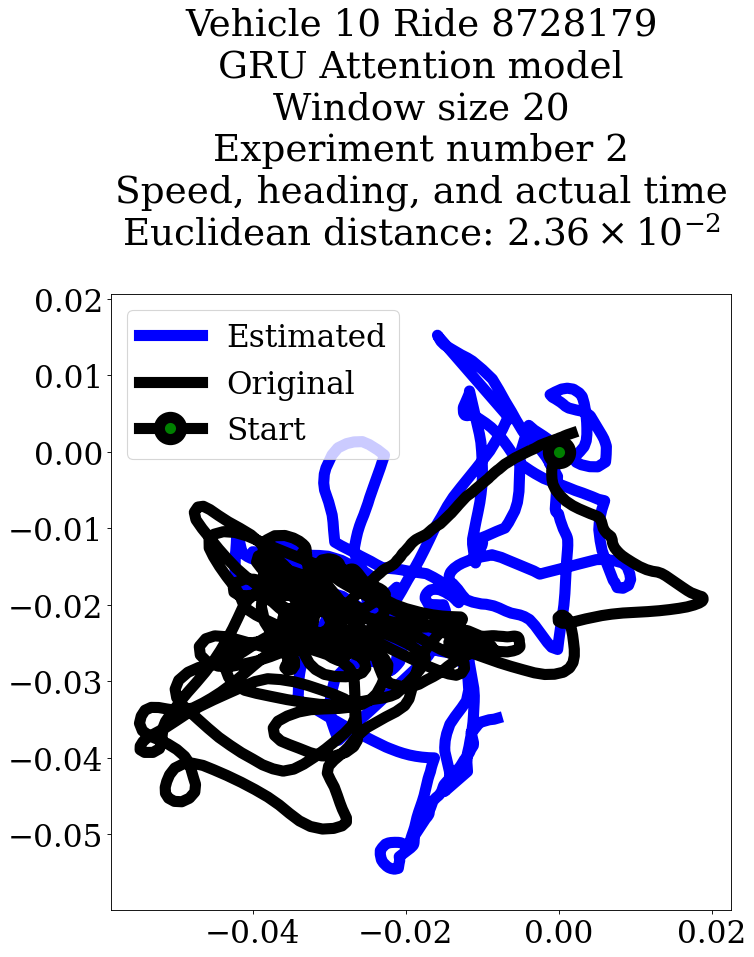 Vehicle 10 Ride 8728179
GRU Attention model
Window size 20
Experiment number 2
Speed, heading, and actual time
Euclidean distance: 2.36 × 10⁻²
0.02
0.01
0.00
−0.01
−0.02
−0.03
−0.04
−0.05
Estimated
Original
Start
−0.04
−0.02
0.00
0.02